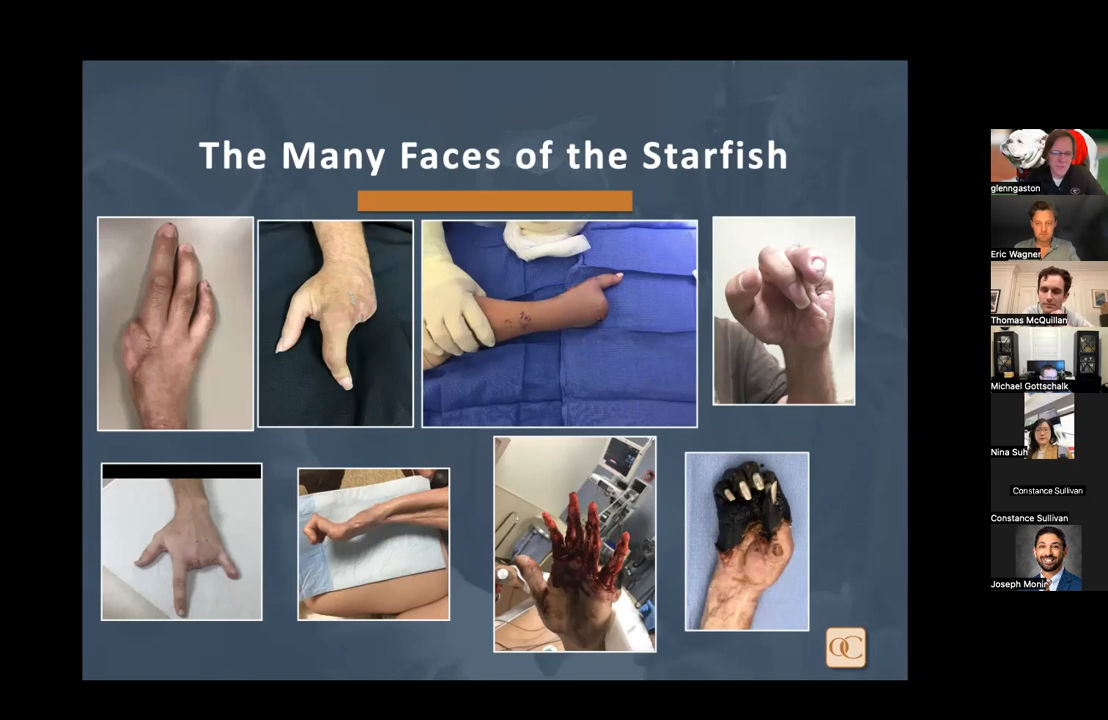 The Many Faces of the Starfish
glenngaston
Eric Wagner
Thomas McQuillan
Michael Gottschalk
Nina Suh
Constance Sullivan
Constance Sullivan
Joseph Monir
OC